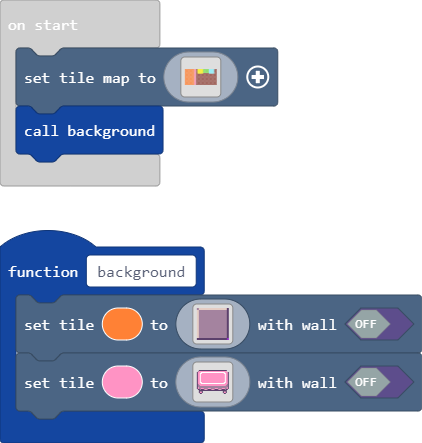 on start
set tile map to
call background
function background
set tile to with wall OFF
set tile to with wall OFF